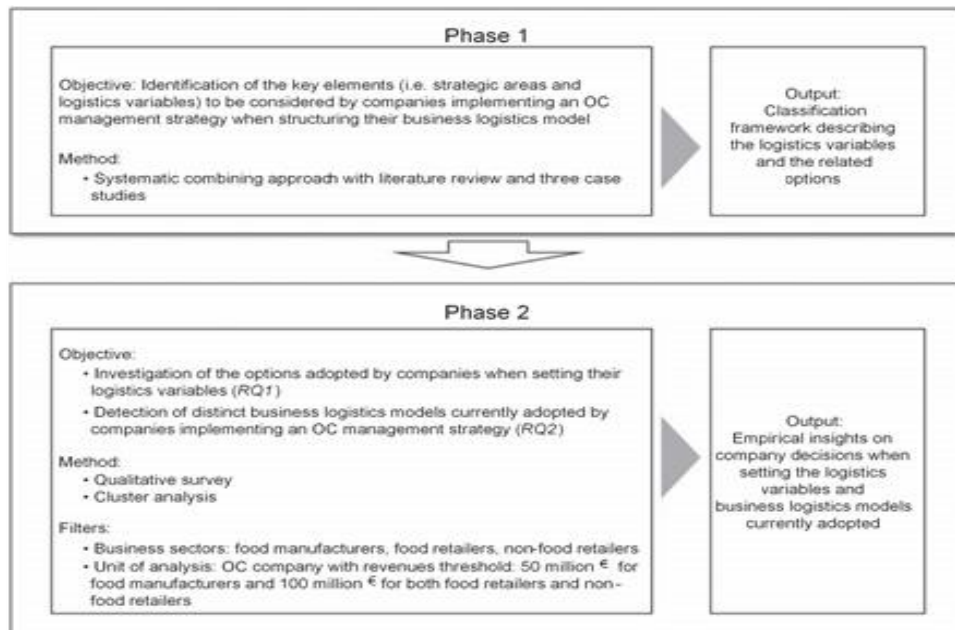 Phase 1
Objective: Identification of the key elements (i.e. strategic areas and
logistics variables) to be considered by companies implementing an OC
management strategy when structuring their business logistics model
Method:
• Systematic combining approach with literature review and three case
studies
Output:
Classification
framework describing
the logistics variables
and the related
options
Phase 2
Objective:
• Investigation of the options adopted by companies when setting their
logistics variables (RQ1)
• Detection of distinct business logistics models currently adopted by
companies implementing an OC management strategy (RQ2)
Method:
• Qualitative survey
• Cluster analysis
Filters:
• Business sectors: food manufacturers, food retailers, non-food retailers
• Unit of analysis: OC company with revenues threshold: 50 million € for
food manufacturers and 100 million € for both food retailers and non-
food retailers
Output:
Empirical insights on
company decisions when
setting the logistics
variables and
business logistics models
currently adopted